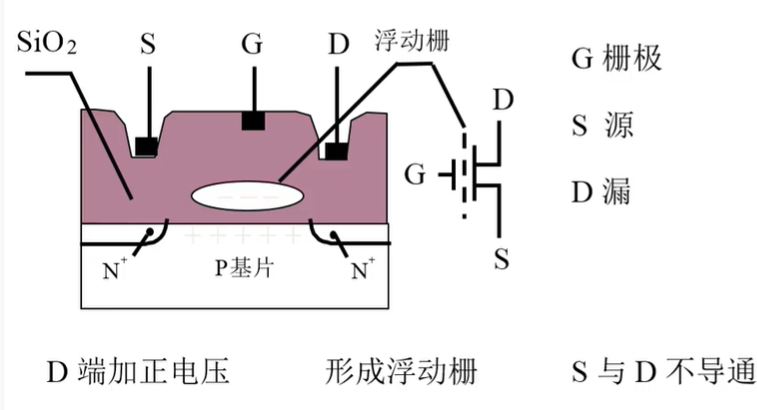 SiO₂ S G D 浮动栅
G 栅极
D
S 源
G
D 漏
S
N⁺ P基片 N⁺
D 端加正电压 形成浮动栅 S 与 D 不导通